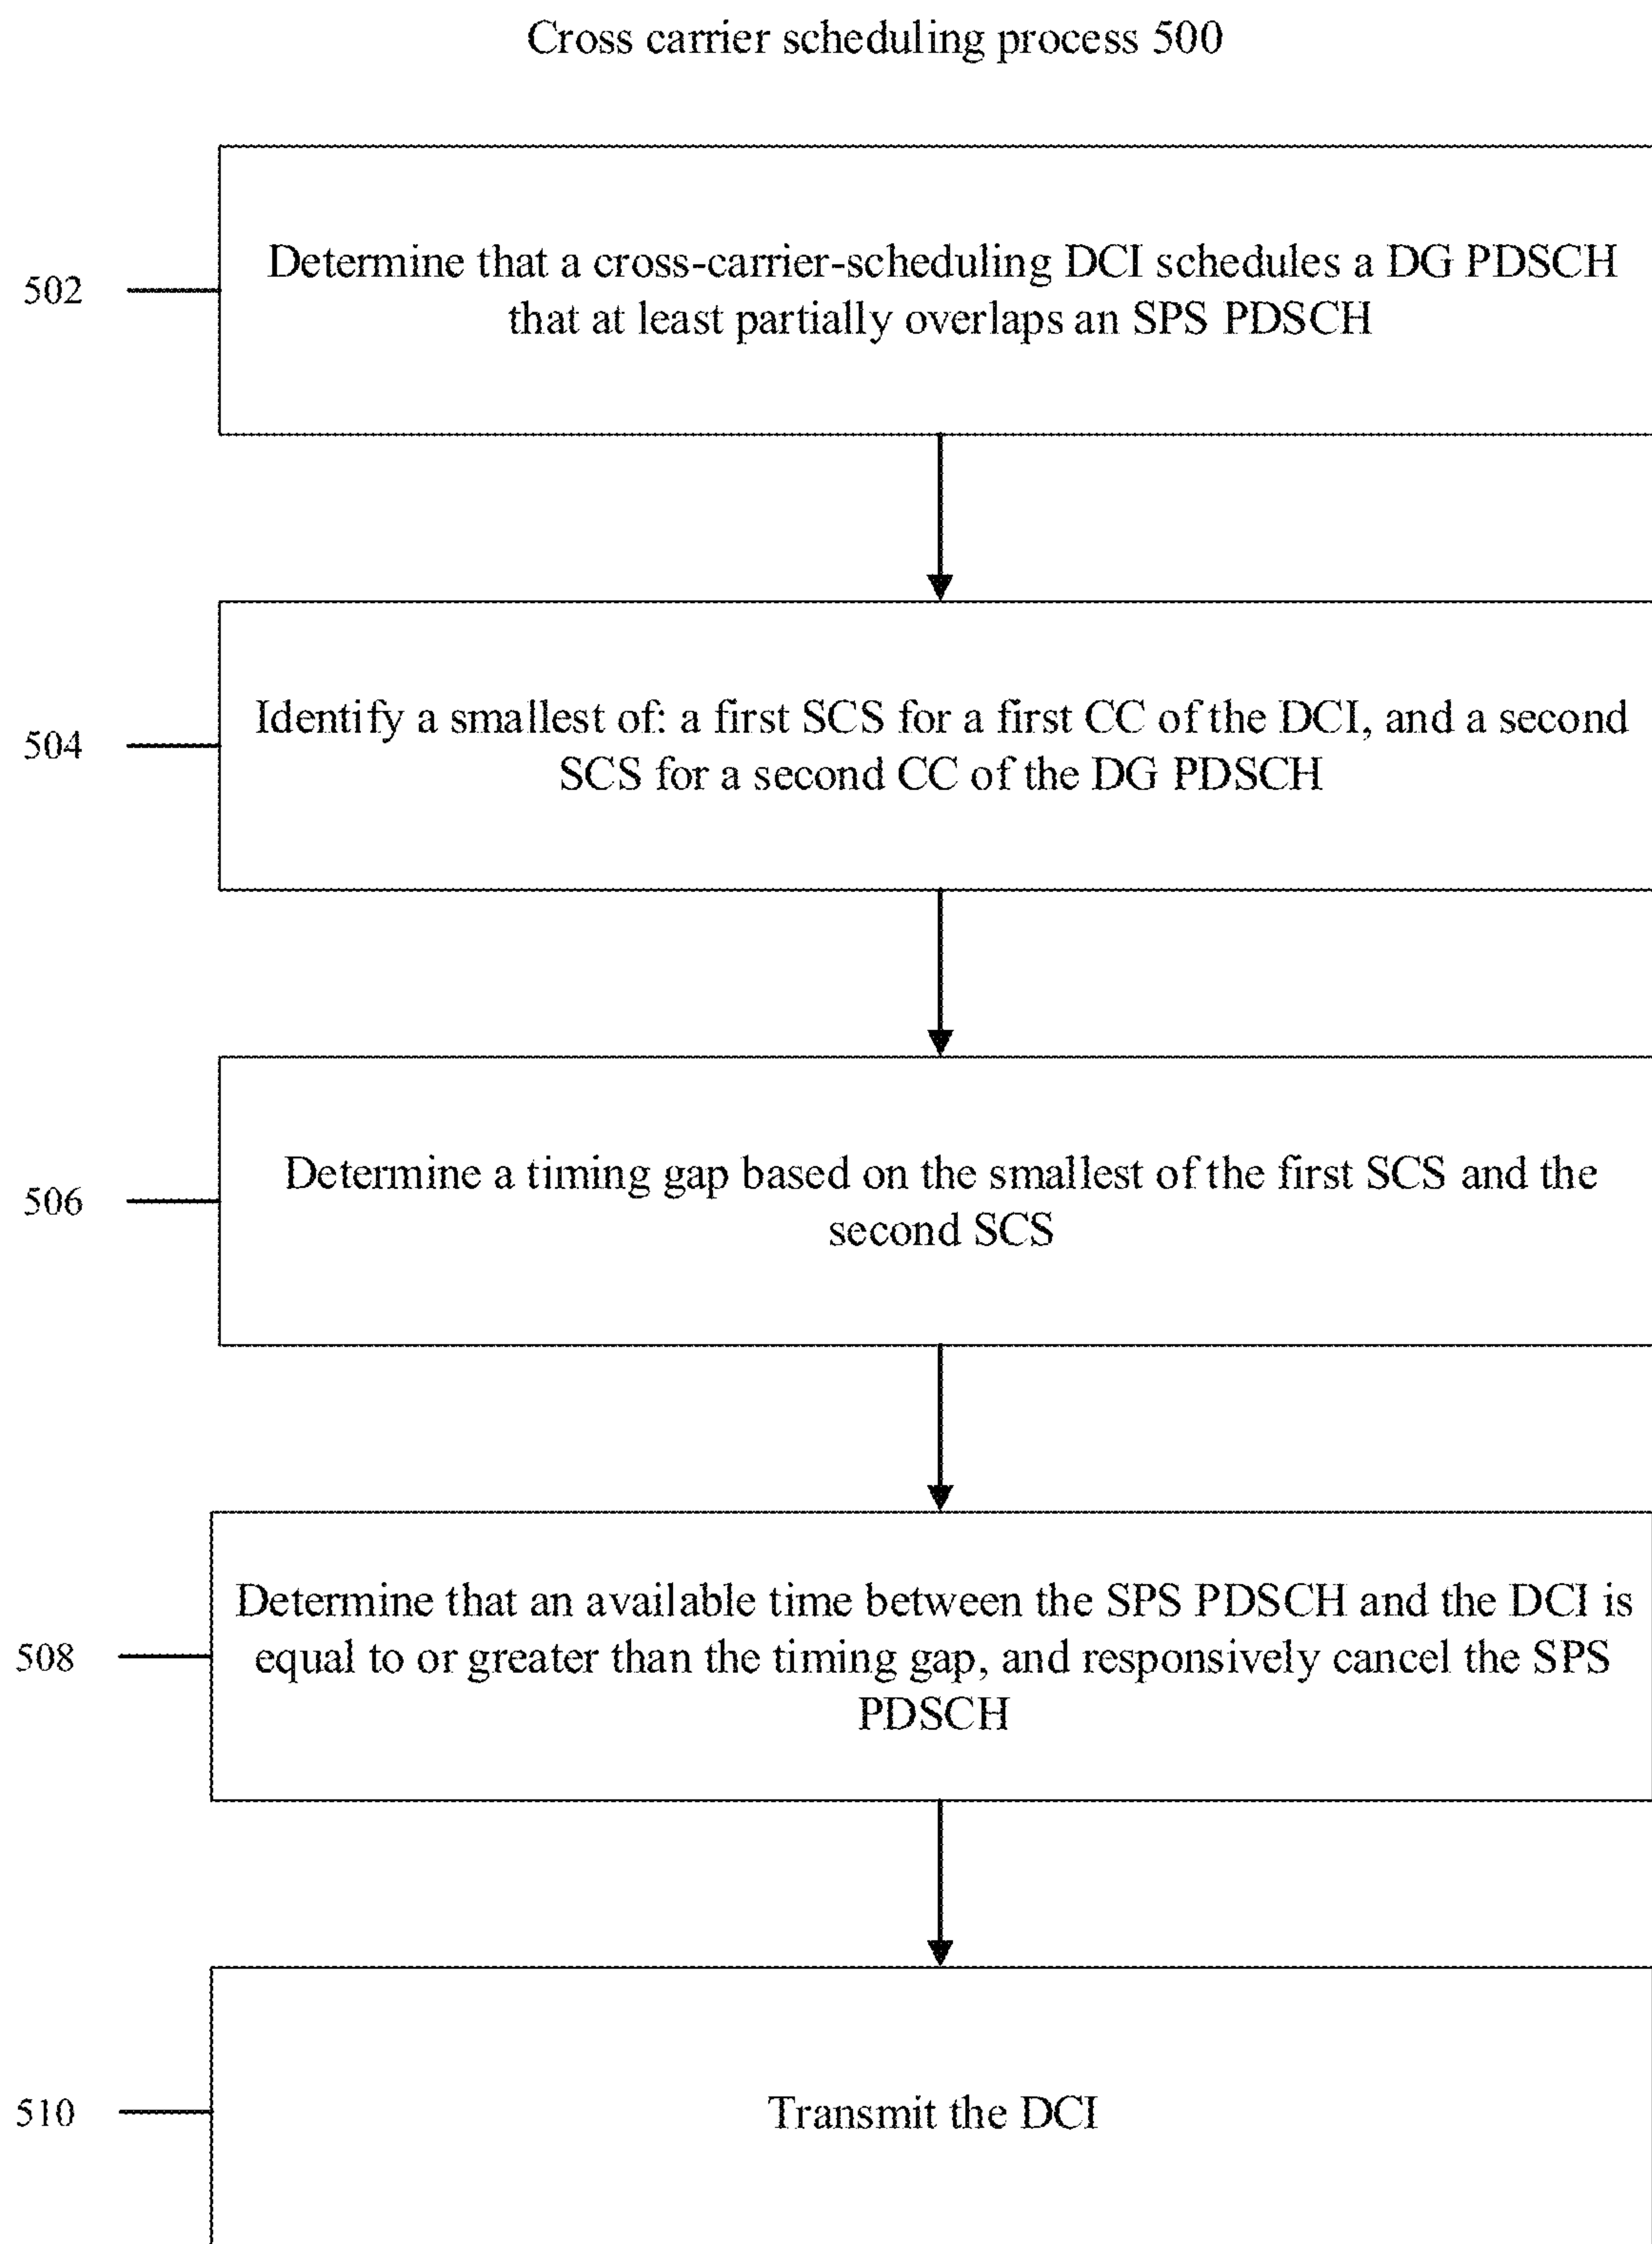 Cross carrier scheduling process 500
502
Determine that a cross-carrier-scheduling DCI schedules a DG PDSCH
that at least partially overlaps an SPS PDSCH
504
Identify a smallest of: a first SCS for a first CC of the DCI, and a second
SCS for a second CC of the DG PDSCH
506
Determine a timing gap based on the smallest of the first SCS and the
second SCS
508
Determine that an available time between the SPS PDSCH and the DCI is
equal to or greater than the timing gap, and responsively cancel the SPS
PDSCH
510
Transmit the DCI